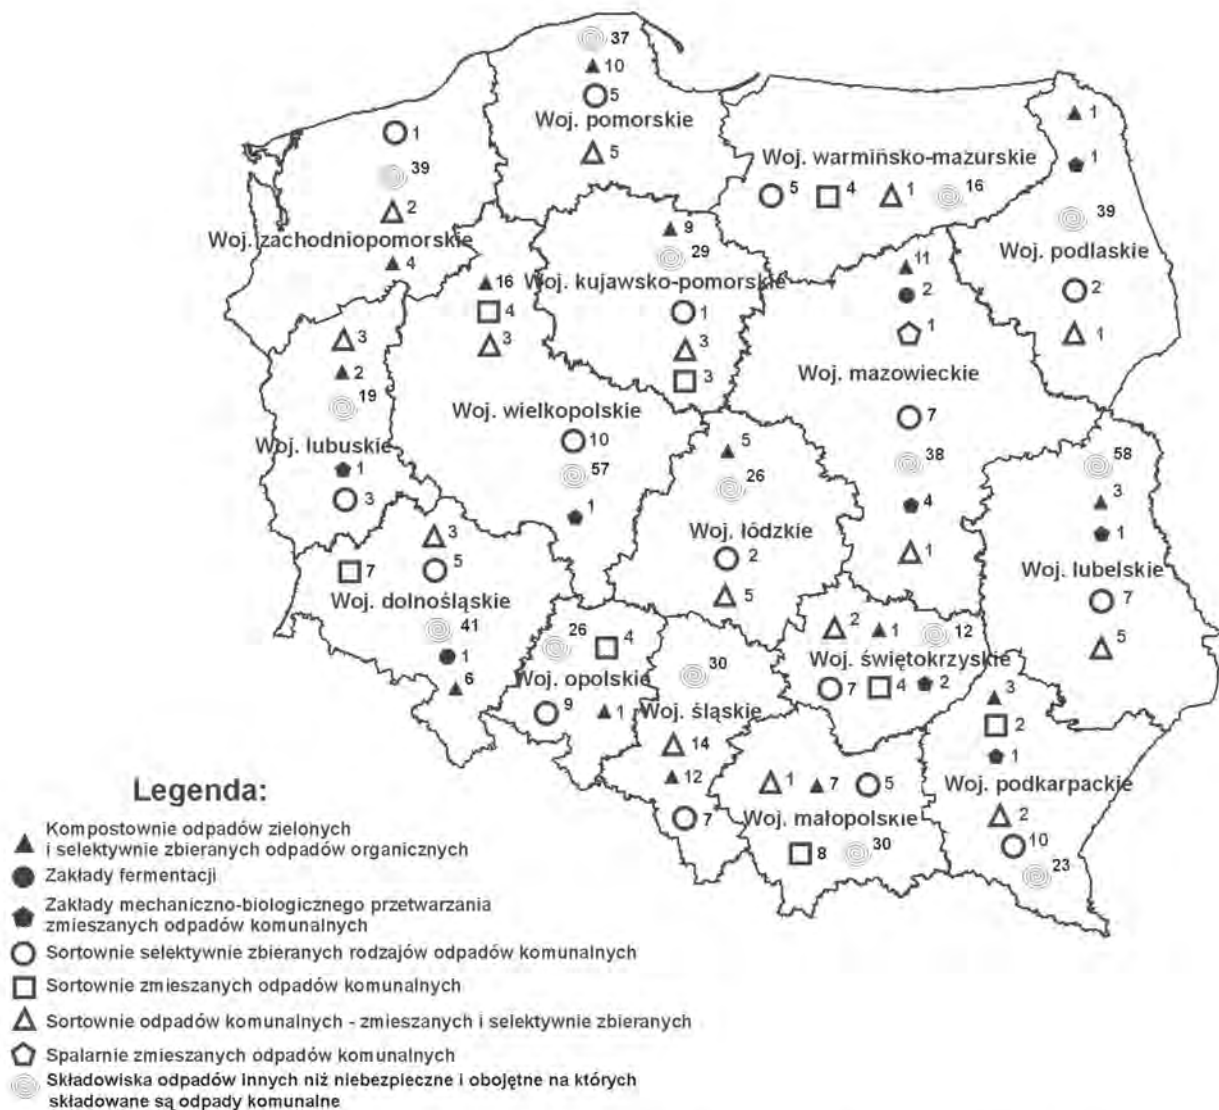 37
10
5
Woj. pomorskie
5
1
39
2
Woj. zachodniopomorskie
4
Woj. warmińsko-mazurskie
5 4 1 16
1
1
39
Woj. podlaskie
2
1
9
29
Woj. kujawsko-pomorskie
1
3
3
16
4
3
Woj. wielkopolskie
10
57
1
11
2
1
Woj. mazowieckie
7
38
4
1
3
2
19
Woj. lubuskie
1
3
5
26
Woj. łódzkie
2
5
58
3
1
Woj. lubelskie
7
5
3
7 5
Woj. dolnośląskie
41
1
6
26 4
Woj. opolskie
9 1
30
Woj. śląskie
14
12
7
2 1 12
Woj. świętokrzyskie
7 4 2
1 7 5
Woj. małopolskie
8 30
3
2
1
Woj. podkarpackie
2
10
23
Legenda:
Kompostownie odpadów zielonych
i selektywnie zbieranych odpadów organicznych
Zakłady fermentacji
Zakłady mechaniczno-biologicznego przetwarzania
zmieszanych odpadów komunalnych
Sortownie selektywnie zbieranych rodzajów odpadów komunalnych
Sortownie zmieszanych odpadów komunalnych
Sortownie odpadów komunalnych - zmieszanych i selektywnie zbieranych
Spalarnie zmieszanych odpadów komunalnych
Składowiska odpadów innych niż niebezpieczne i obojętne na których
składowane są odpady komunalne